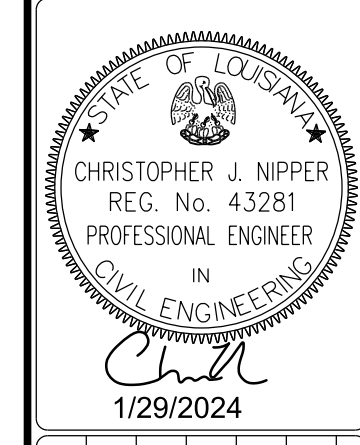 STATE OF LOUISIANA
CHRISTOPHER J. NIPPER
REG. No. 43281
PROFESSIONAL ENGINEER
IN
CIVIL ENGINEERING
1/29/2024